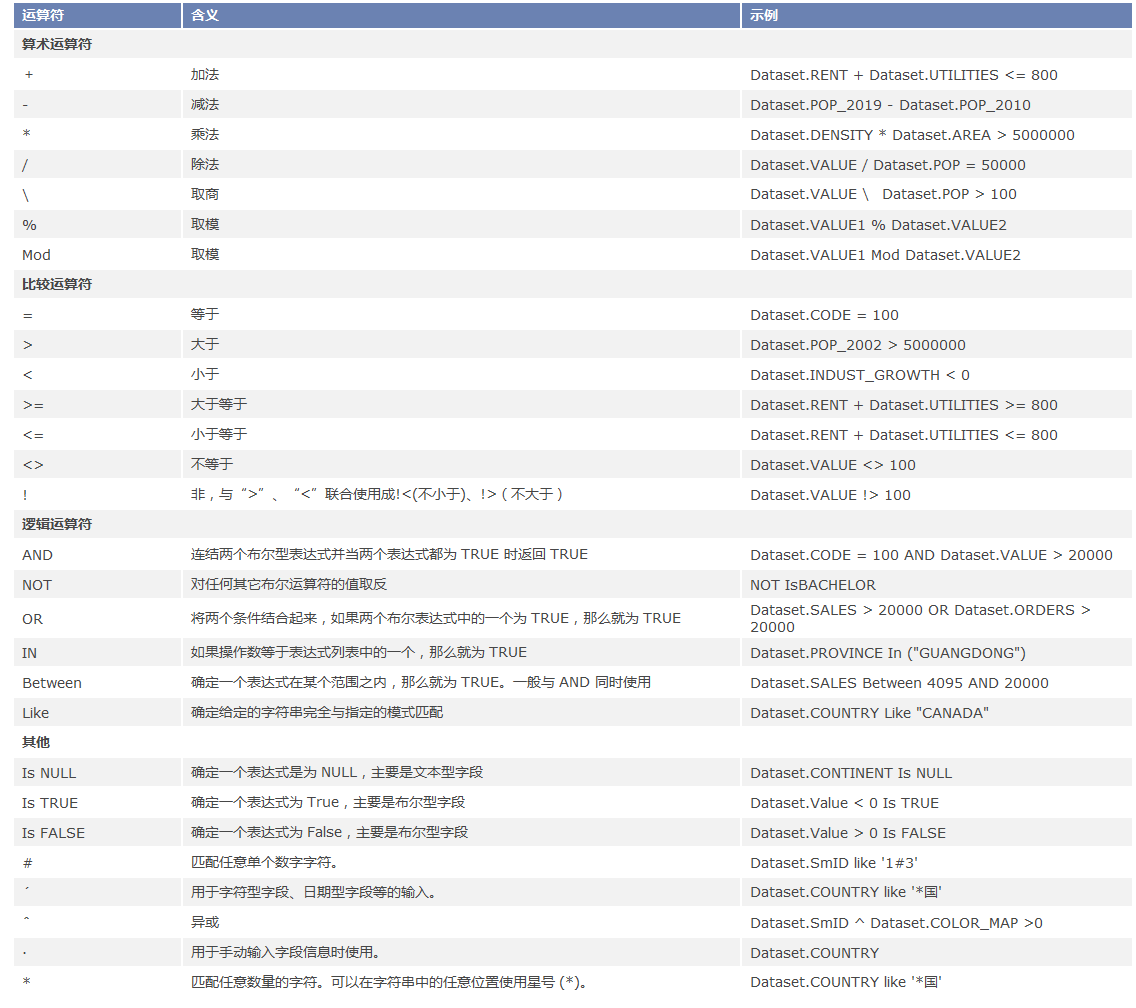 运算符 含义 示例
算术运算符
+ 加法 Dataset.RENT + Dataset.UTILITIES <= 800
- 减法 Dataset.POP_2019 - Dataset.POP_2010
* 乘法 Dataset.DENSITY * Dataset.AREA > 5000000
/ 除法 Dataset.VALUE / Dataset.POP = 50000
\ 取商 Dataset.VALUE \ Dataset.POP > 100
% 取模 Dataset.VALUE1 % Dataset.VALUE2
Mod 取模 Dataset.VALUE1 Mod Dataset.VALUE2
比较运算符
= 等于 Dataset.CODE = 100
> 大于 Dataset.POP_2002 > 5000000
< 小于 Dataset.INDUST_GROWTH < 0
>= 大于等于 Dataset.RENT + Dataset.UTILITIES >= 800
<= 小于等于 Dataset.RENT + Dataset.UTILITIES <= 800
<> 不等于 Dataset.VALUE <> 100
! 非，与“>”、“<”联合使用成!<(不小于)、!>（不大于） Dataset.VALUE !> 100
逻辑运算符
AND 连结两个布尔型表达式并当两个表达式都为 TRUE 时返回 TRUE Dataset.CODE = 100 AND Dataset.VALUE > 20000
NOT 对任何其它布尔运算符的值取反 NOT IsBACHELOR
OR 将两个条件结合起来，如果两个布尔表达式中的一个为 TRUE，那么就为 TRUE Dataset.SALES > 20000 OR Dataset.ORDERS >
20000
IN 如果操作数等于表达式列表中的一个，那么就为 TRUE Dataset.PROVINCE In ("GUANGDONG")
Between 确定一个表达式在某个范围之内，那么就为 TRUE。一般与 AND 同时使用 Dataset.SALES Between 4095 AND 20000
Like 确定给定的字符串完全与指定的模式匹配 Dataset.COUNTRY Like "CANADA"
其他
Is NULL 确定一个表达式是为 NULL，主要是文本型字段 Dataset.CONTINENT Is NULL
Is TRUE 确定一个表达式为 True，主要是布尔型字段 Dataset.Value < 0 Is TRUE
Is FALSE 确定一个表达式为 False，主要是布尔型字段 Dataset.Value > 0 Is FALSE
# 匹配任意单个数字字符。 Dataset.SmID like '1#3'
´ 用于字符型字段、日期型字段等的输入。 Dataset.COUNTRY like '*国'
ˆ 异或 Dataset.SmID ^ Dataset.COLOR_MAP >0
· 用于手动输入字段信息时使用。 Dataset.COUNTRY
* 匹配任意数量的字符。可以在字符串中的任意位置使用星号 (*)。 Dataset.COUNTRY like '*国'